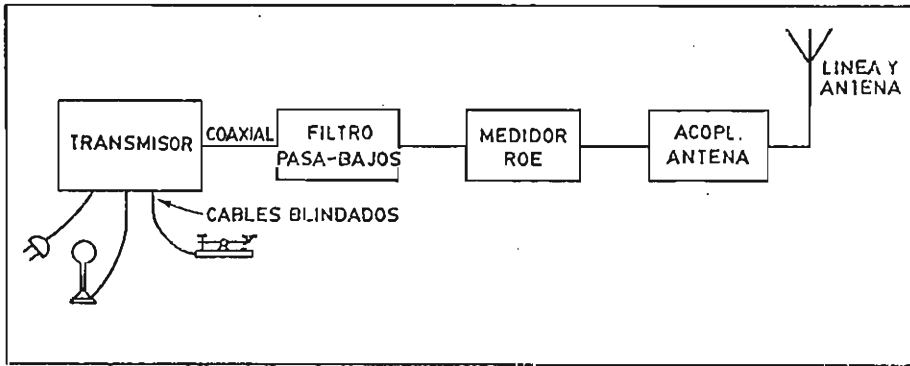 TRANSMISOR
COAXIAL
FILTRO
PASA-BAJOS
MEDIDOR
ROE
ACOPL.
ANTENA
LINEA Y
ANTENA
CABLES BLINDADOS